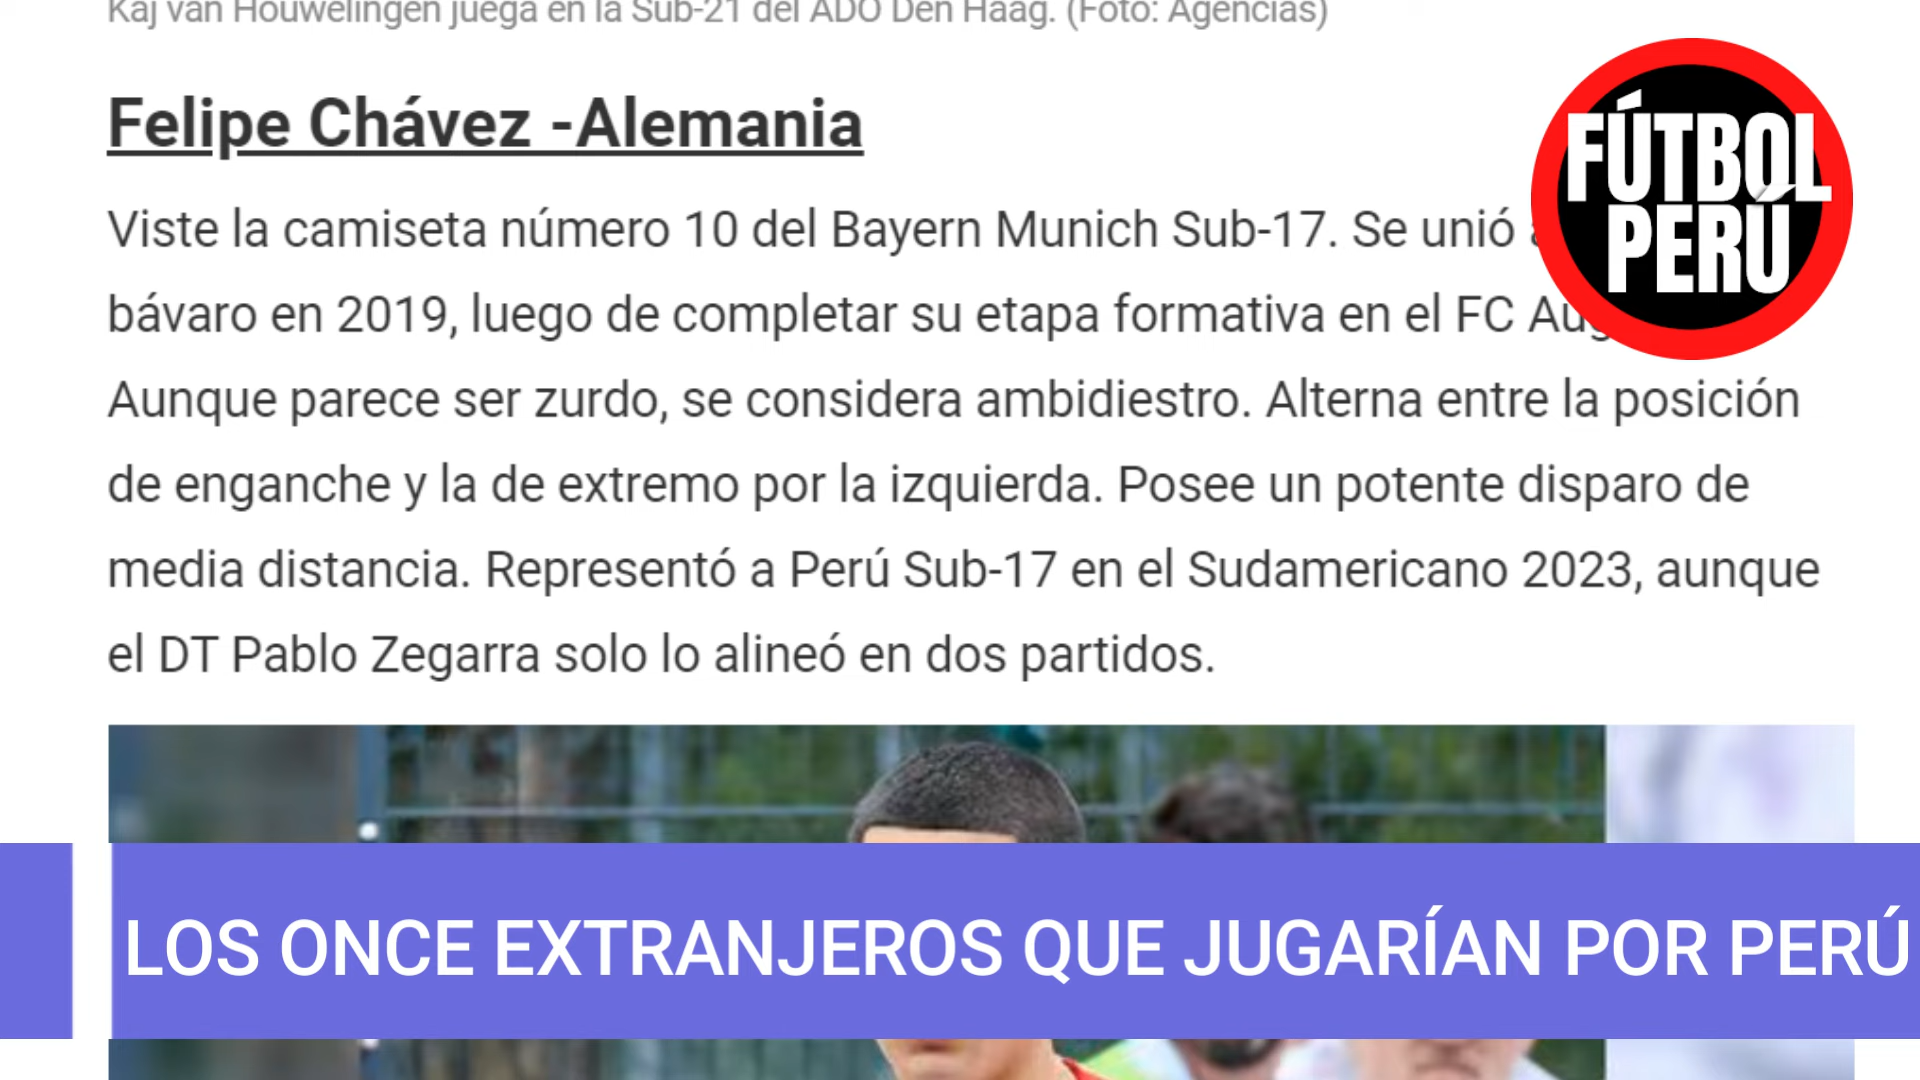 Kaj van Houwelingen juega en la Sub-21 del ADO Den Haag. (Foto: Agencias)
Felipe Chávez -Alemania
FÚTBOL
PERÚ
Viste la camiseta número 10 del Bayern Munich Sub-17. Se unió
bávaro en 2019, luego de completar su etapa formativa en el FC
Aunque parece ser zurdo, se considera ambidiestro. Alterna entre la posición
de enganche y la de extremo por la izquierda. Posee un potente disparo de
media distancia. Representó a Perú Sub-17 en el Sudamericano 2023, aunque
el DT Pablo Zegarra solo lo alineó en dos partidos.
LOS ONCE EXTRANJEROS QUE JUGARÍAN POR PERÚ